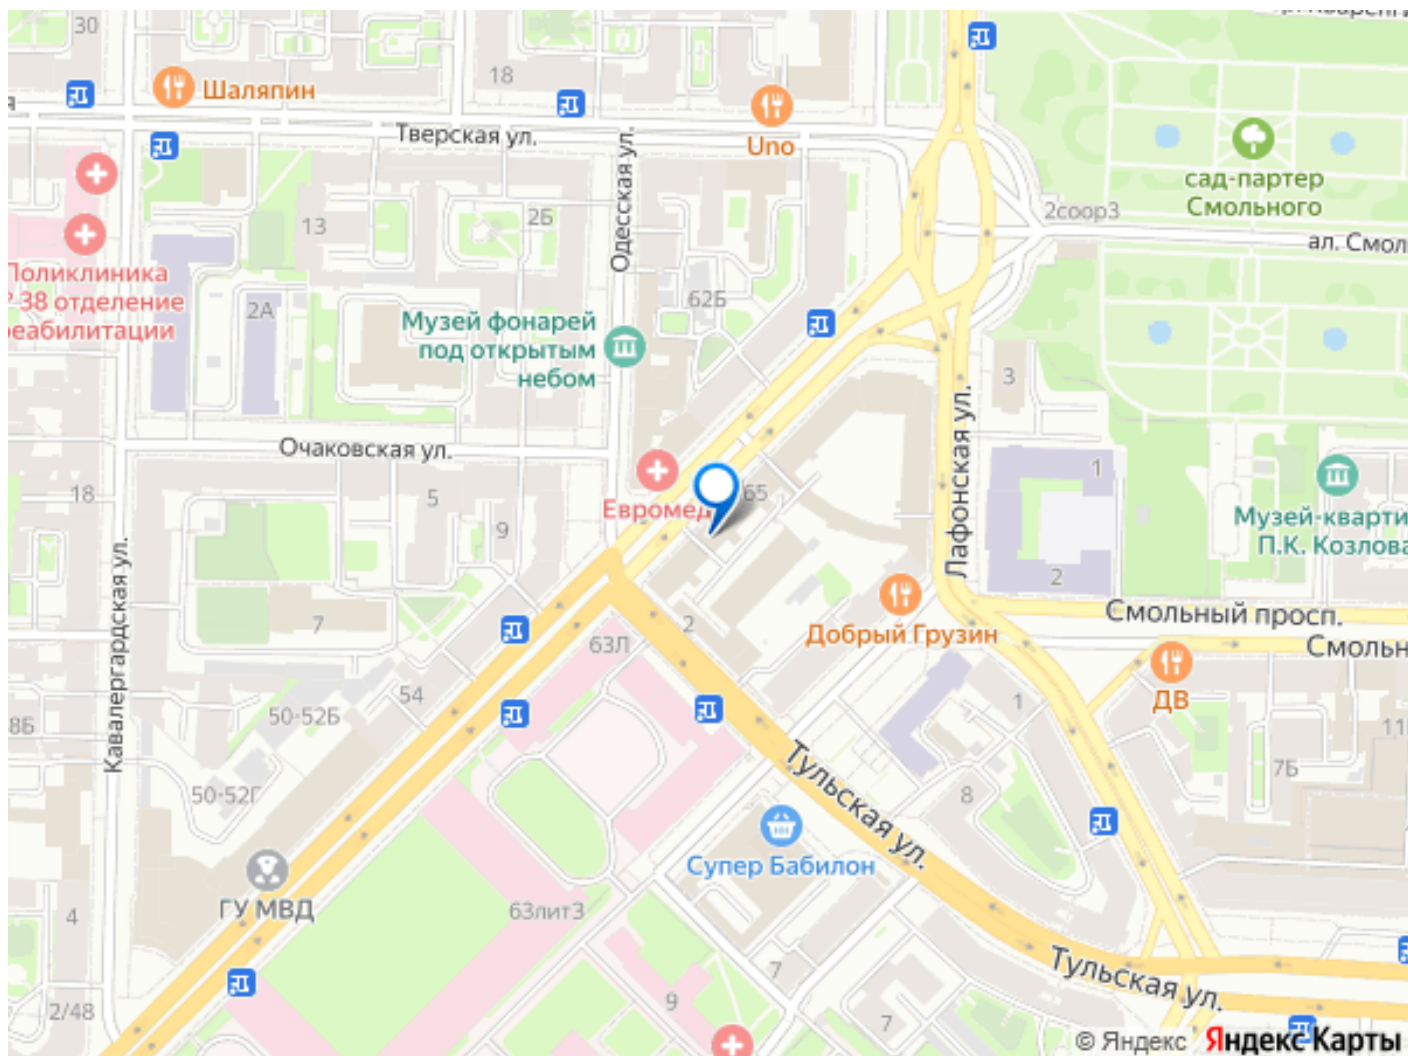 30
Шаляпин
18
Uno
Тверская ул.
Одесская ул.
сад-партер
Смольного
2соор3
ал. Смол
13
2Б
Поликлиника
38 отделение
реабилитации
2А
62Б
Музей фонарей
под открытым
небом
3
Лафонская ул.
Очаковская ул.
18
5
9
Евромед
65
1
2
Музей-кварти
П.К. Козлова
Кавалергардская ул.
7
Добрый Грузин
Смольный просп.
Смольн
63Л
2
54
50-52Б
8Б
1
ДВ
11
7Б
50-52Г
Тульская ул.
8
Супер Бабилон
ГУ МВД
4
63литЗ
2/48
7
9
7
Тульская ул.
© Яндекс Яндекс Карты